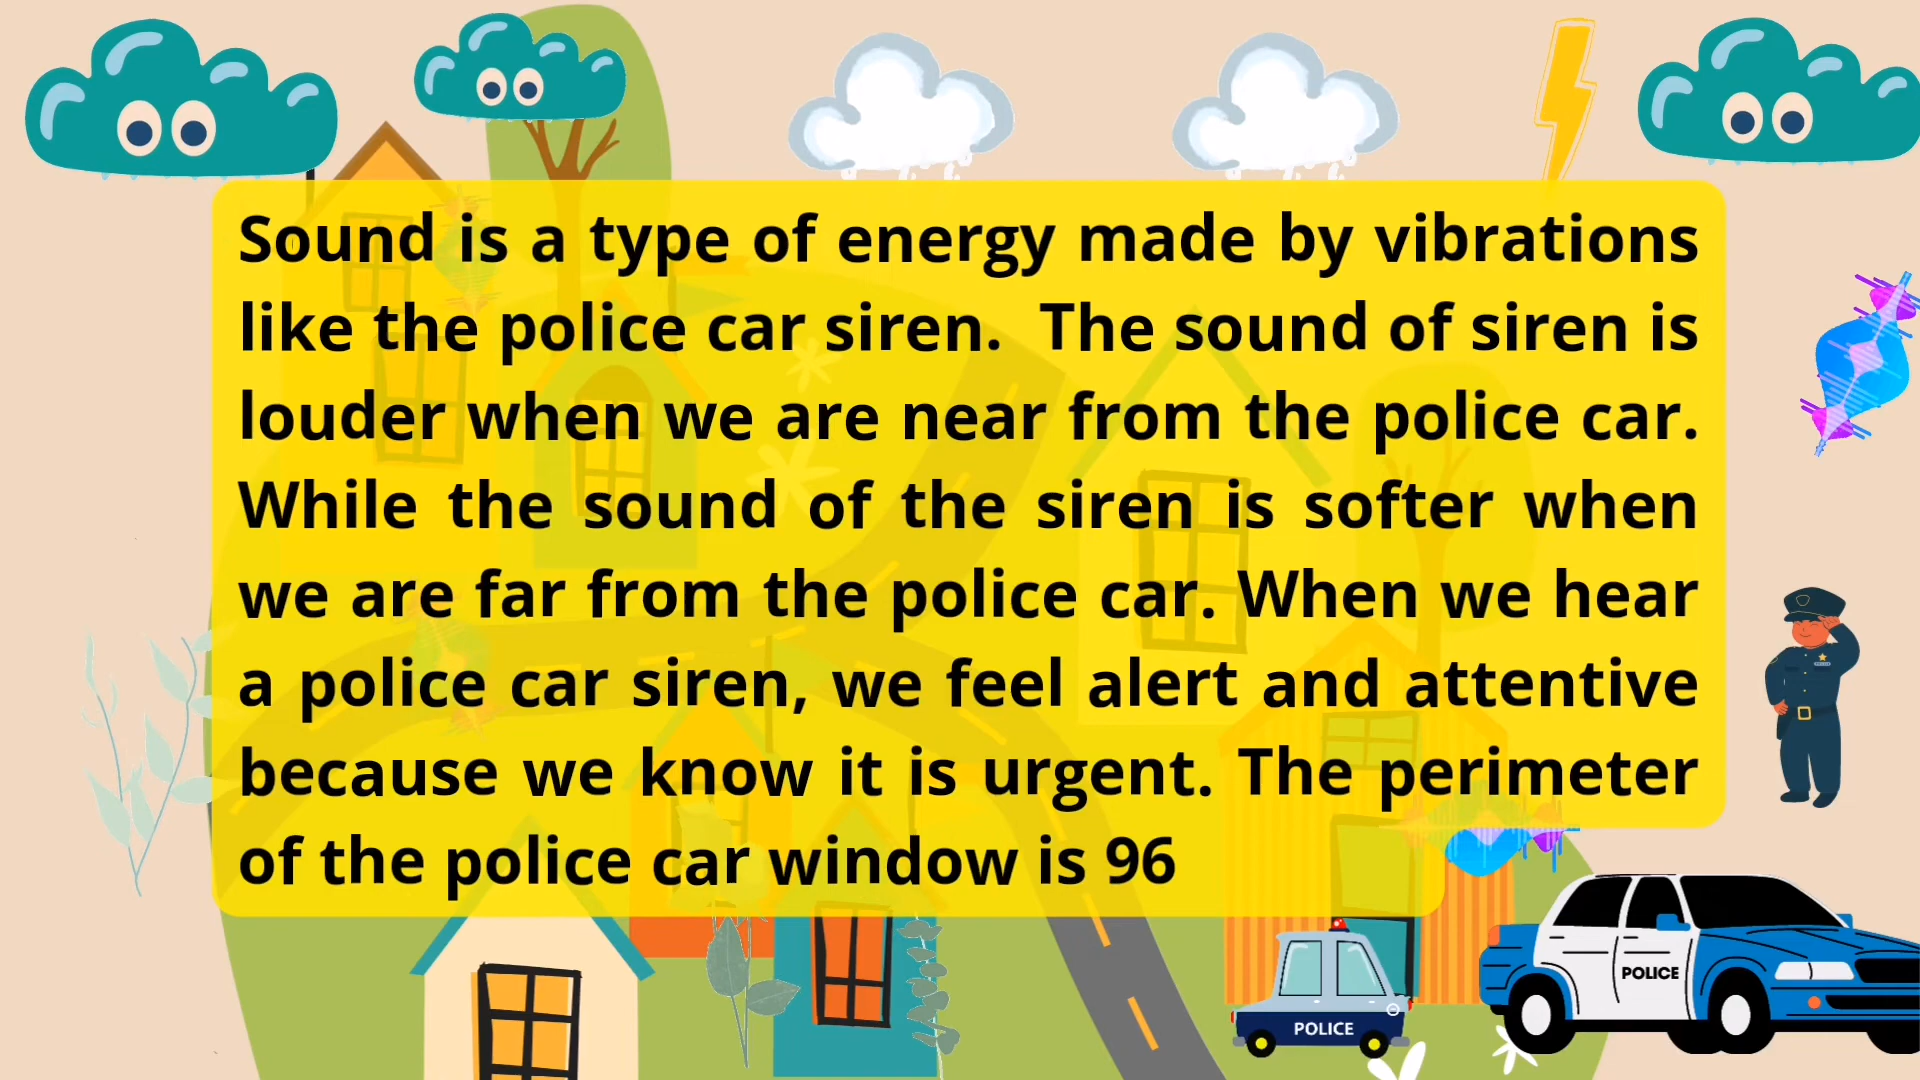 Sound is a type of energy made by vibrations
like the police car siren.  The sound of siren is
louder when we are near from the police car.
While the sound of the siren is softer when
we are far from the police car. When we hear
a police car siren, we feel alert and attentive
because we know it is urgent. The perimeter
of the police car window is 96
POLICE
POLICE